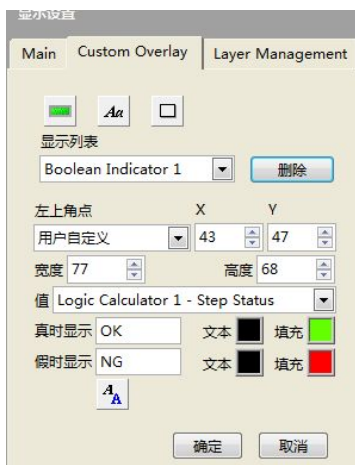 显示设置
Main Custom Overlay Layer Management
Aa
显示列表
Boolean Indicator 1 删除
左上角点 X Y
用户自定义 43 47
宽度 77 高度 68
值 Logic Calculator 1 - Step Status
真时显示 OK 文本 填充
假时显示 NG 文本 填充
AA
确定 取消